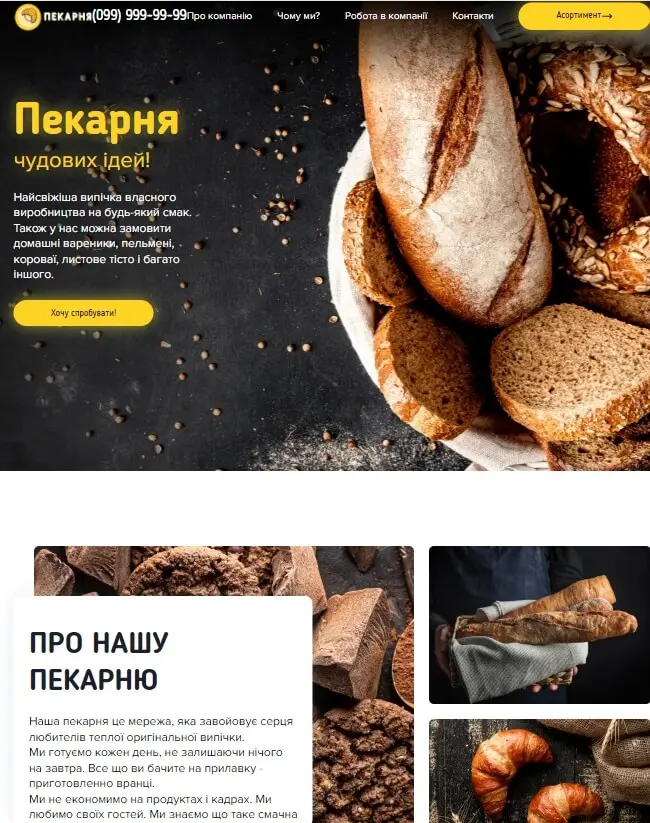 ПЕКАРНЯ (099) 999-99-99 Про компанію Чому ми? Робота в компанії Контакти Асортимент→
Пекарня
чудових ідей!
Найсвіжіша випічка власного
виробництва на будь-який смак.
Також у нас можна замовити
домашні вареники, пельмені,
короваї, листове тісто і багато
іншого.
Хочу спробувати!
ПРО НАШУ
ПЕКАРНЮ
Наша пекарня це мережа, яка завойовує серця
любителів теплої оригінальної випічки.
Ми готуємо кожен день, не залишаючи нічого
на завтра. Все що ви бачите на прилавку -
приготовленно вранці.
Ми не економимо на продуктах і кадрах. Ми
любимо своїх гостей. Ми знаємо що таке смачна